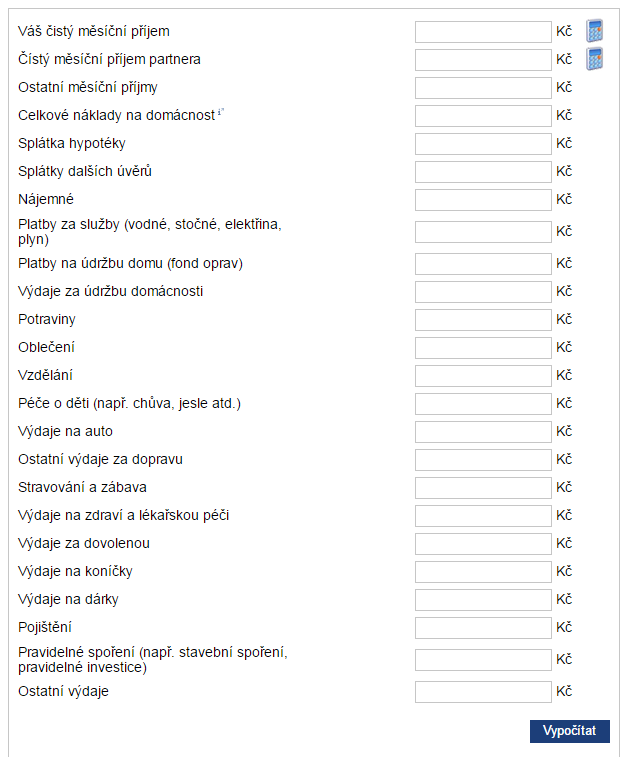 Váš čistý měsíční příjem Kč
Čístý měsíční příjem partnera Kč
Ostatní měsíční příjmy Kč
Celkové náklady na domácnost Kč
Splátka hypotéky Kč
Splátky dalších úvěrů Kč
Nájemné Kč
Platby za služby (vodné, stočné, elektřina,
plyn) Kč
Platby na údržbu domu (fond oprav) Kč
Výdaje za údržbu domácnosti Kč
Potraviny Kč
Oblečení Kč
Vzdělání Kč
Péče o děti (např. chůva, jesle atd.) Kč
Výdaje na auto Kč
Ostatní výdaje za dopravu Kč
Stravování a zábava Kč
Výdaje na zdraví a lékařskou péči Kč
Výdaje za dovolenou Kč
Výdaje na koníčky Kč
Výdaje na dárky Kč
Pojištění Kč
Pravidelné spoření (např. stavební spoření,
pravidelné investice) Kč
Ostatní výdaje Kč
Vypočítat